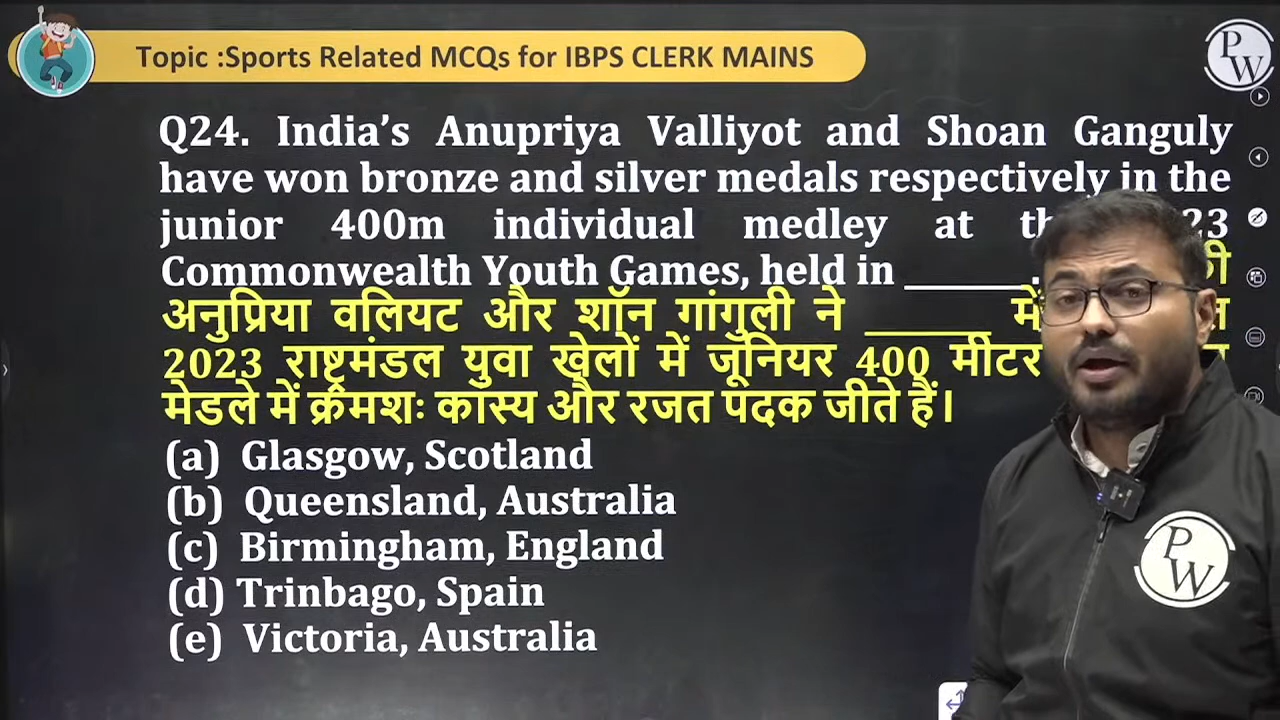 Topic :Sports Related MCQs for IBPS CLERK MAINS
P
W
Q24. India's Anupriya Valliyot and Shoan Ganguly
have won bronze and silver medals respectively in the
junior 400m individual medley at 23
Commonwealth Youth Games, held in ______.
अनुप्रिया वलियट और शॉन गांगुली ने ______ में
2023 राष्ट्रमंडल युवा खेलों में जूनियर 400 मीटर
मेडले में क्रमशः कांस्य और रजत पदक जीते हैं।
(a) Glasgow, Scotland
(b) Queensland, Australia
(c) Birmingham, England
(d) Trinbago, Spain
(e) Victoria, Australia
P
W